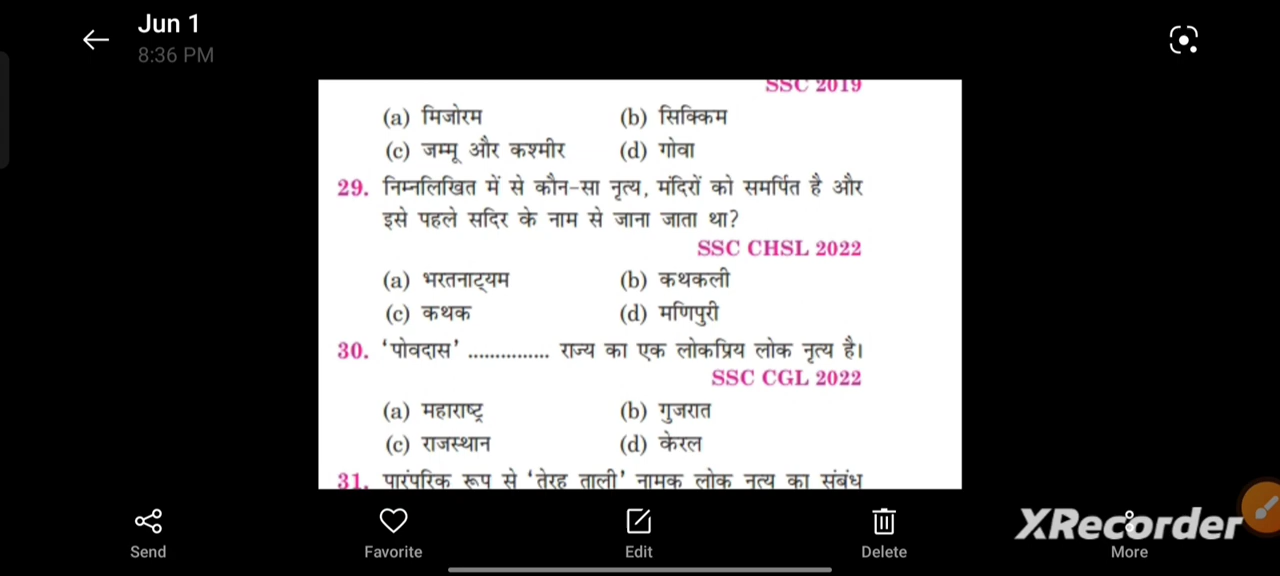 Jun 1
8:36 PM
SSC 2019
(a) मिजोरम (b) सिक्किम
(c) जम्मू और कश्मीर (d) गोवा
29. निम्नलिखित में से कौन-सा नृत्य, मंदिरों को समर्पित है और
इसे पहले सदिर के नाम से जाना जाता था?
SSC CHSL 2022
(a) भरतनाट्यम (b) कथकली
(c) कथक (d) मणिपुरी
30. ‘पोवदास’ ............... राज्य का एक लोकप्रिय लोक नृत्य है।
SSC CGL 2022
(a) महाराष्ट्र (b) गुजरात
(c) राजस्थान (d) केरल
31. पारंपरिक रूप से ‘तेरह ताली’ नामक लोक नृत्य का संबंध
XRecorder
Send Favorite Edit Delete More